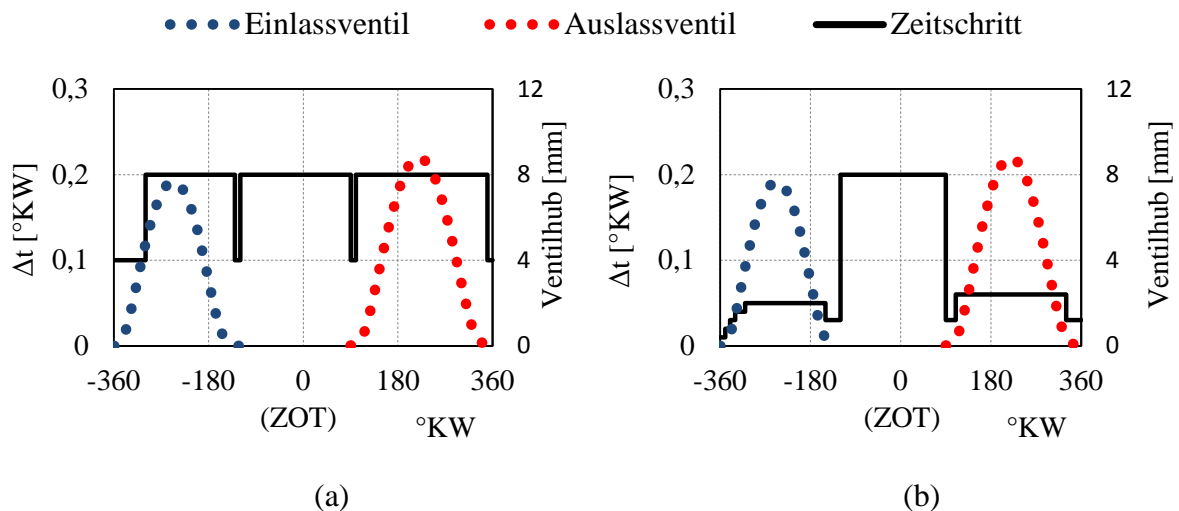 Einlassventil Auslassventil Zeitschritt
0,3
0,2
0,1
0
Δt [°KW]
12
8
4
0
Ventilhub [mm]
-360 -180 0 180 360
(ZOT) °KW
(a)
0,3
0,2
0,1
0
Δt [°KW]
12
8
4
0
Ventilhub [mm]
-360 -180 0 180 360
(ZOT) °KW
(b)